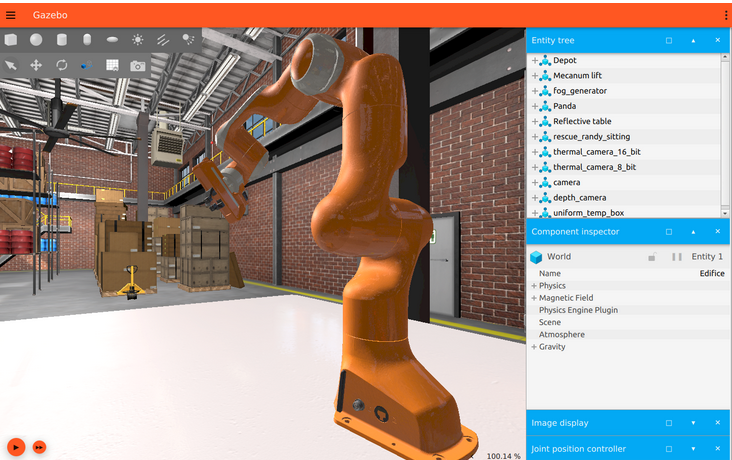 Gazebo
Entity tree
Depot
Mecanum lift
fog_generator
Panda
Reflective table
rescue_randy_sitting
thermal_camera_16_bit
thermal_camera_8_bit
camera
depth_camera
uniform_temp_box
Component inspector
World Entity 1
Name Edifice
Physics
Magnetic Field
Physics Engine Plugin
Scene
Atmosphere
Gravity
Image display
Joint position controller
100.14 %